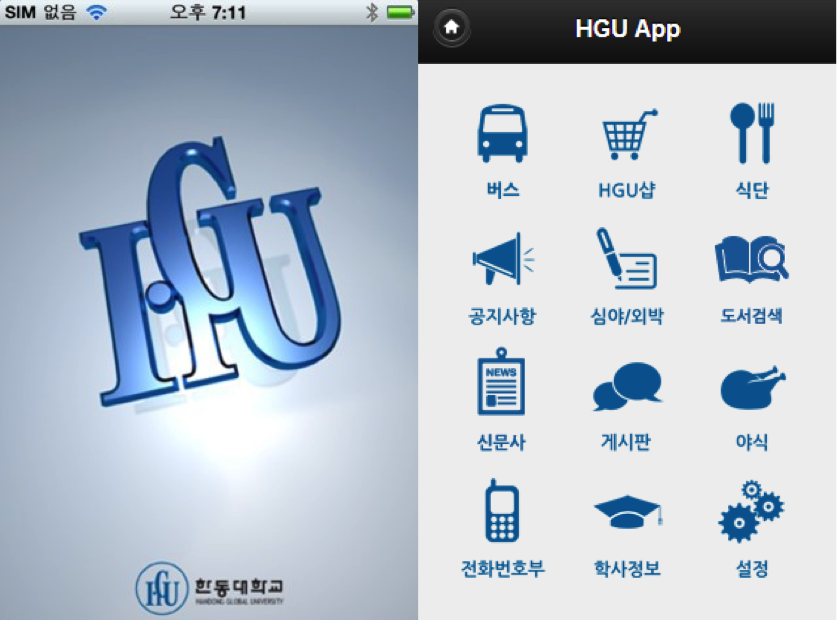 SIM 없음 오후 7:11
HGU
HGU 한동대학교
HANDONG GLOBAL UNIVERSITY
HGU App
버스 HGU샵 식단
공지사항 심야/외박 도서검색
NEWS
신문사 게시판 야식
전화번호부 학사정보 설정